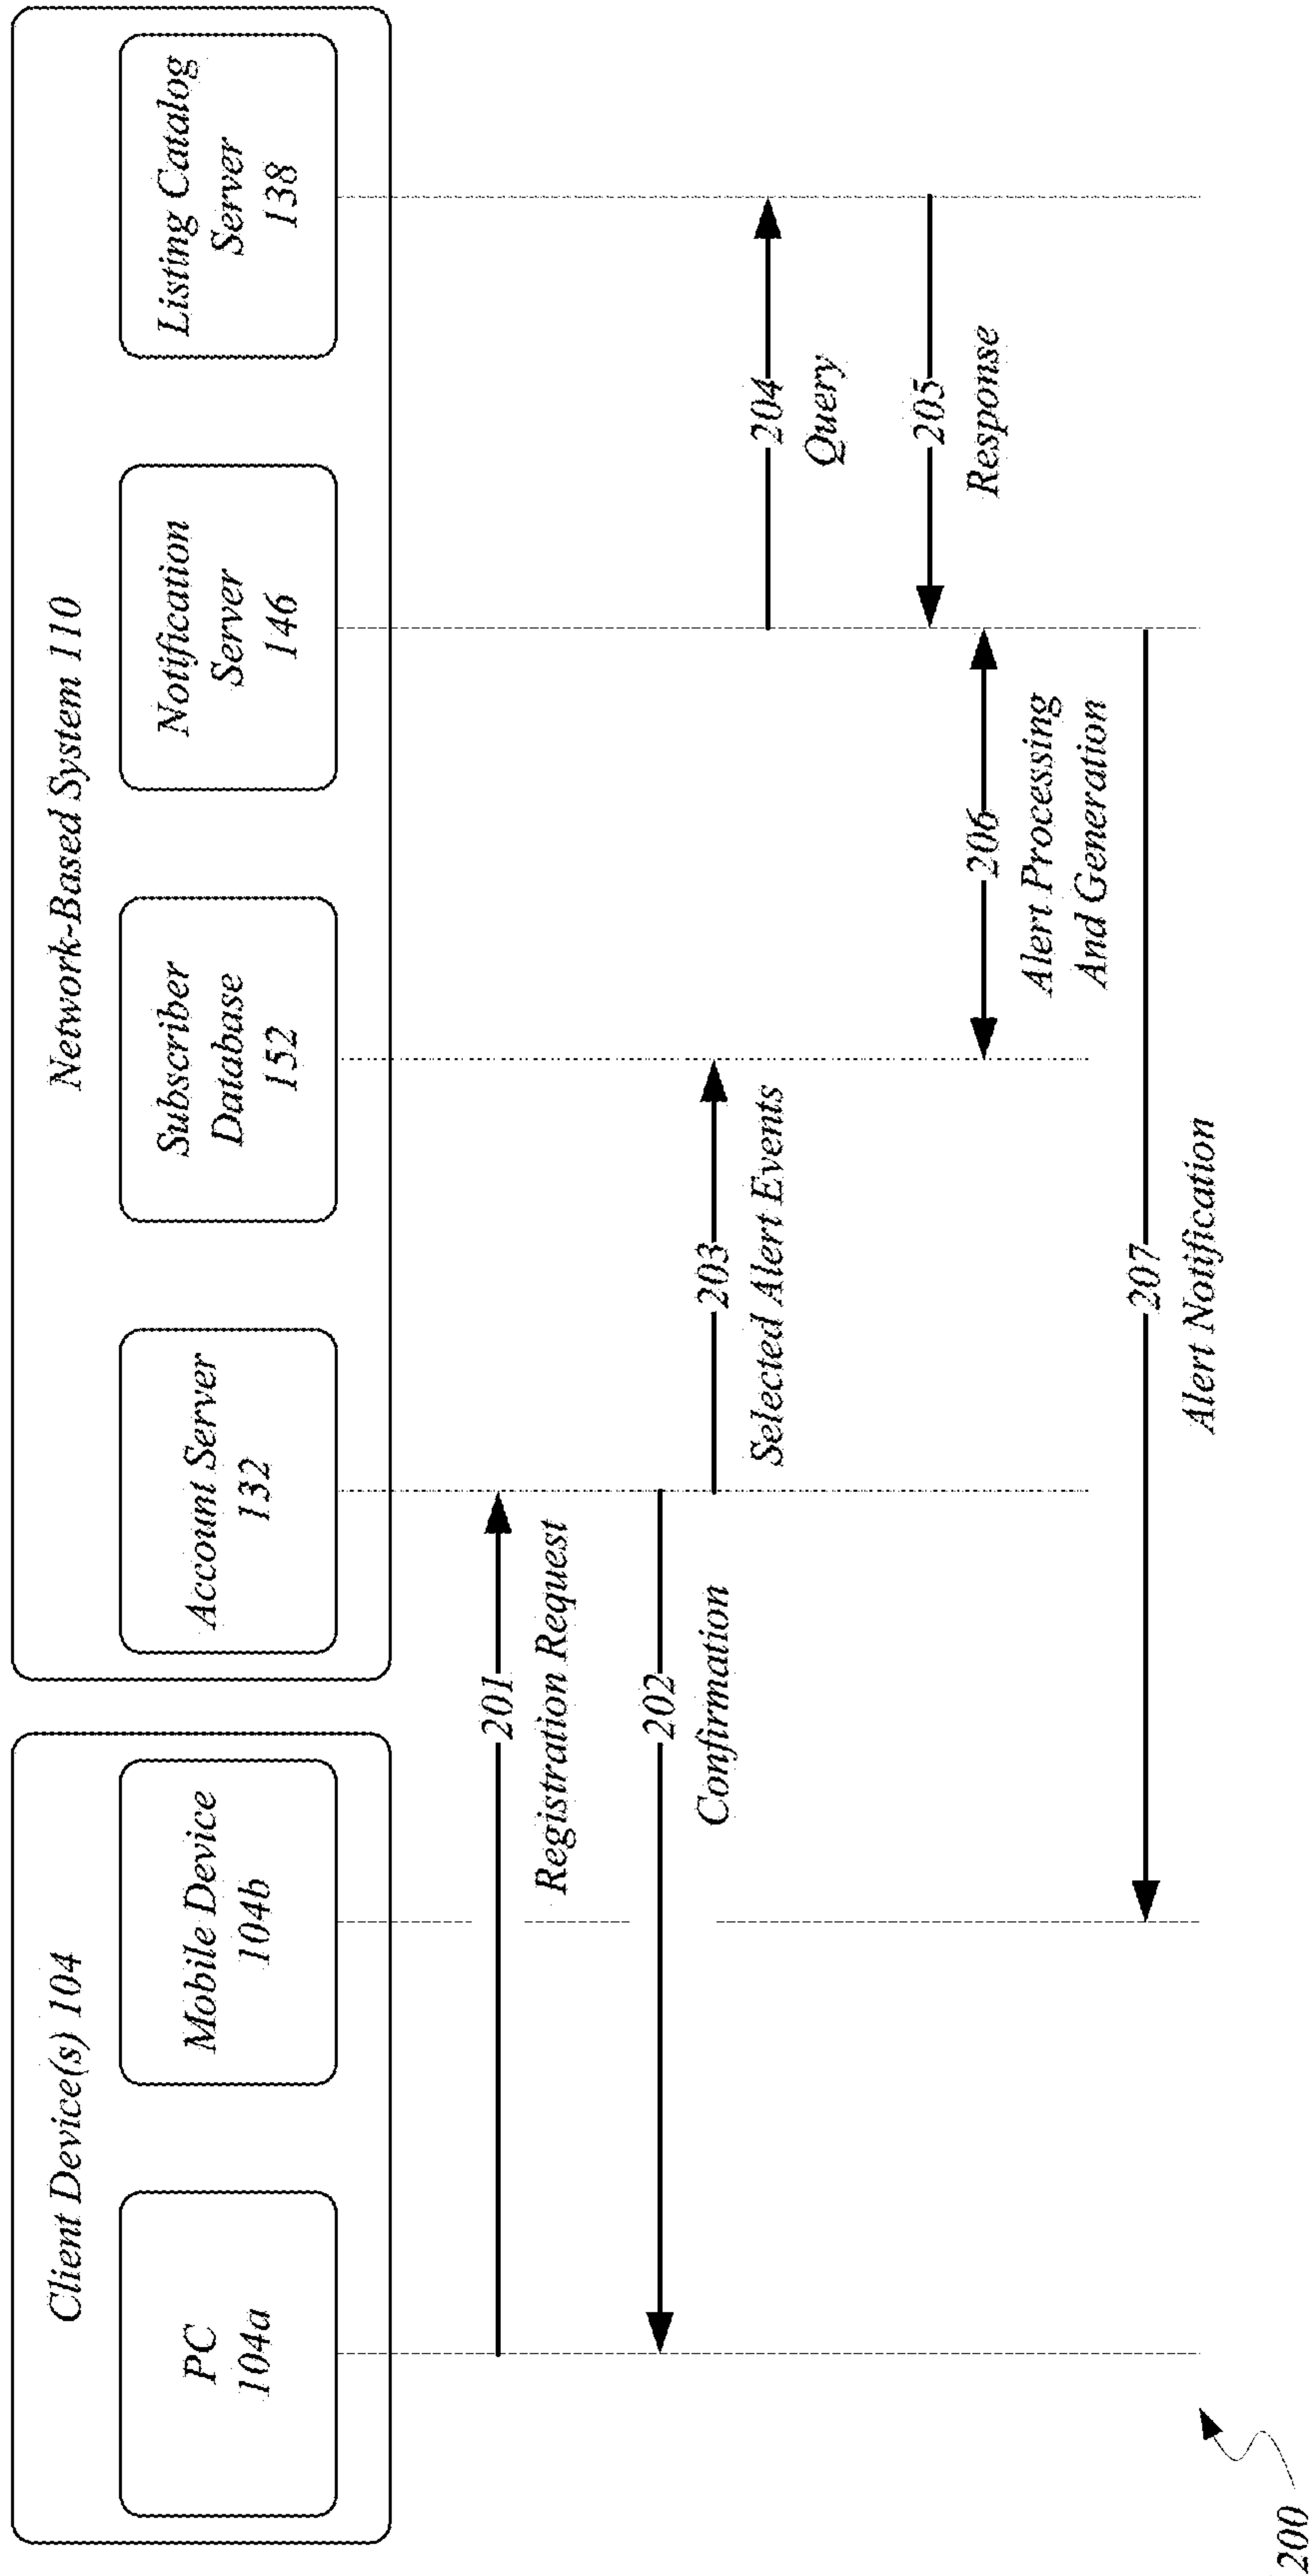 Client Device(s) 104
Network-Based System 110
PC
104a
Mobile Device
104b
Account Server
132
Subscriber
Database
152
Notification
Server
146
Listing Catalog
Server
138
201
Registration Request
202
Confirmation
203
Selected Alert Events
204
Query
205
Response
206
Alert Processing
And Generation
207
Alert Notification
200